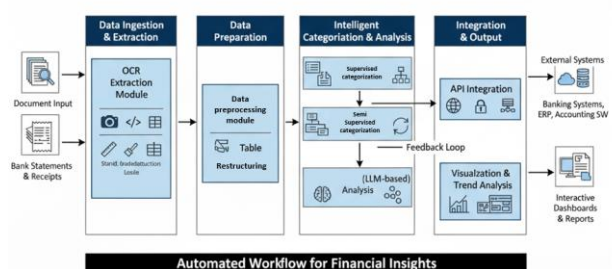 Data Ingestion
& Extraction
Data
Preparation
Intelligent
Categoriation & Analysis
Integration
& Output
Document Input
Bank Statements
& Receipts
OCR
Extraction
Module
</>
Data
preprocessing
module
Table
Restructuring
Supervised
categorization
Semi
Supervised
categorization
Feedback Loop
(LLM-based)
Analysis
API Integration
Visualzation &
Trend Analysis
External Systems
Banking Systems,
ERP, Accounting SW
Interactive
Dashboards
& Reports
Automated Workflow for Financial Insights